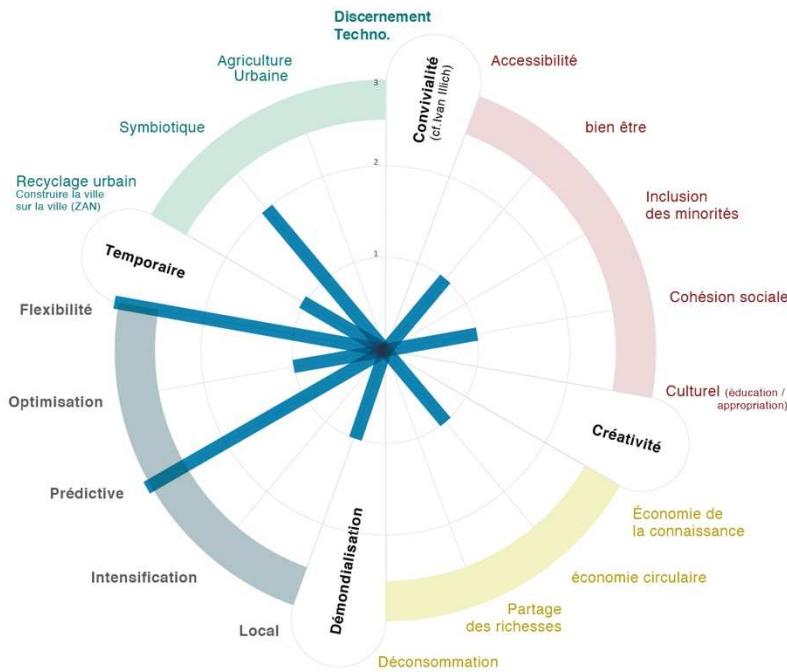 Discernement
Techno.
Convivialité
(cf.Ivan Illich)
Accessibilité
bien être
Inclusion
des minorités
Cohésion sociale
Culturel (éducation /
appropriation)
Créativité
Économie de
la connaissance
économie circulaire
Partage
des richesses
Déconsommation
Démondialisation
Local
Intensification
Prédictive
Optimisation
Flexibilité
Temporaire
Recyclage urbain
Construire la ville
sur la ville (ZAN)
Symbiotique
Agriculture
Urbaine
3
2
1